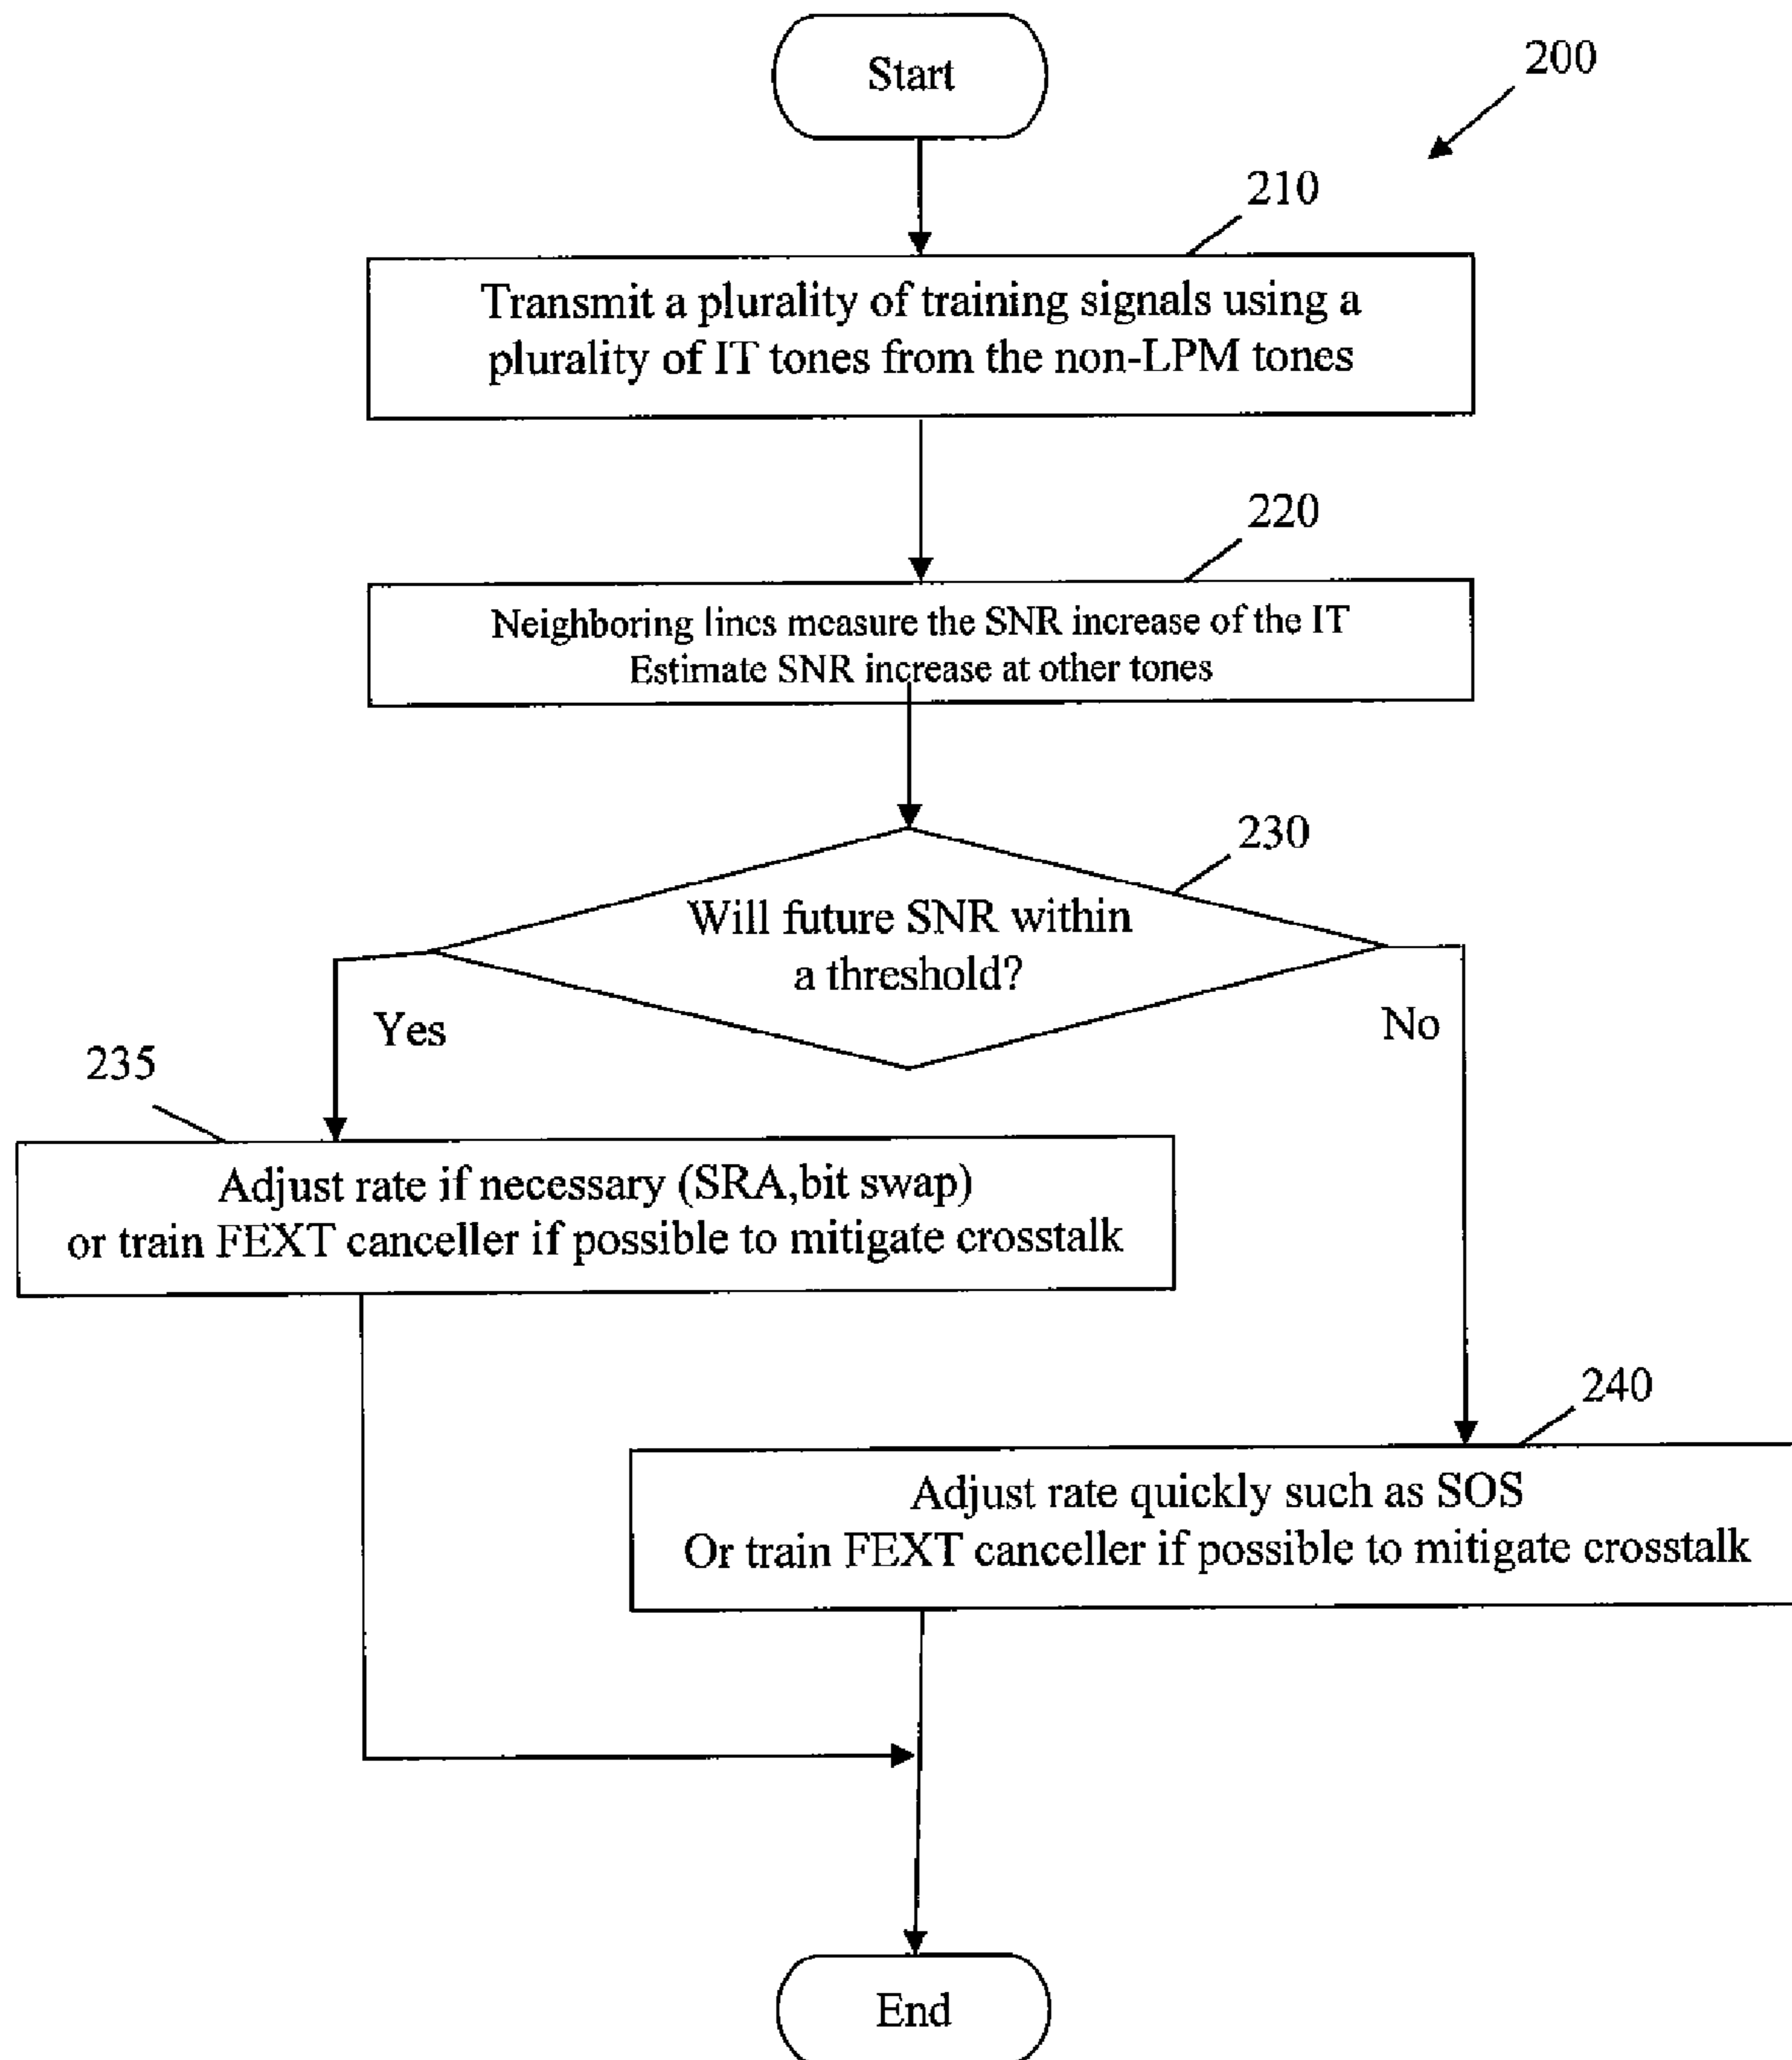 Start
200
210
Transmit a plurality of training signals using a
plurality of IT tones from the non-LPM tones
220
Neighboring lines measure the SNR increase of the IT
Estimate SNR increase at other tones
230
Will future SNR within
a threshold?
Yes
No
235
Adjust rate if necessary (SRA,bit swap)
or train FEXT canceller if possible to mitigate crosstalk
240
Adjust rate quickly such as SOS
Or train FEXT canceller if possible to mitigate crosstalk
End